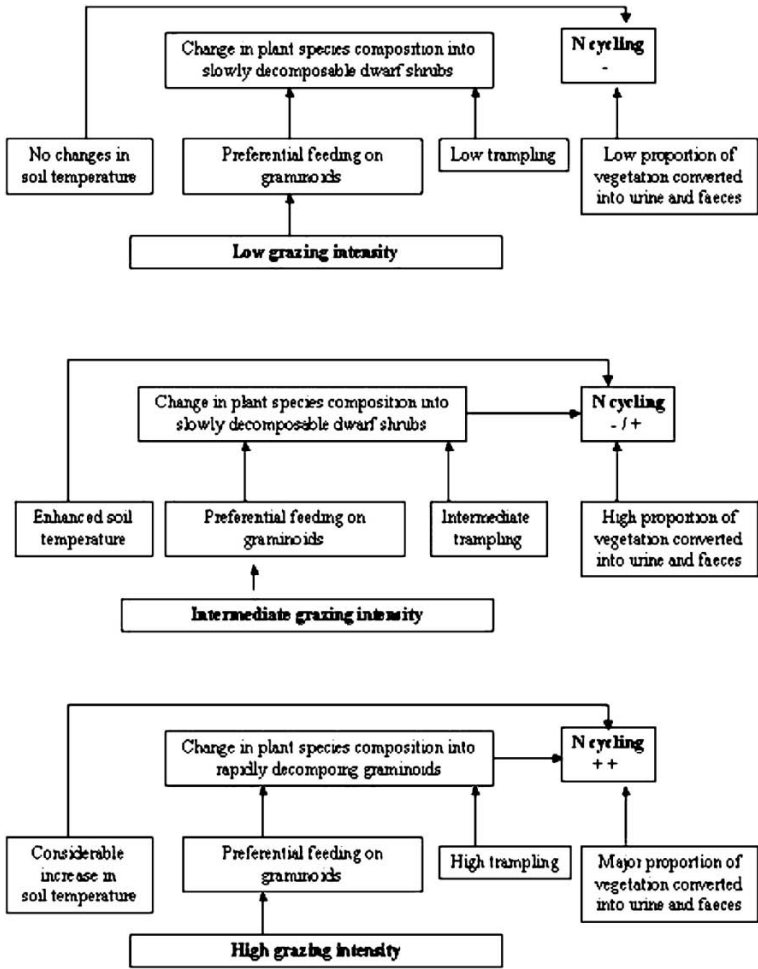 Change in plant species composition into
slowly decomposable dwarf shrubs
N cycling
-
No changes in
soil temperature
Preferential feeding on
graminoids
Low trampling
Low proportion of
vegetation converted
into urine and faeces
Low grazing intensity
Change in plant species composition into
slowly decomposable dwarf shrubs
N cycling
- / +
Enhanced soil
temperature
Preferential feeding on
graminoids
Intermediate
trampling
High proportion of
vegetation converted
into urine and faeces
Intermediate grazing intensity
Change in plant species composition into
rapidly decompoing graminoids
N cycling
+ +
Considerable
increase in
soil temperature
Preferential feeding on
graminoids
High trampling
Major proportion of
vegetation converted
into urine and faeces
High grazing intensity